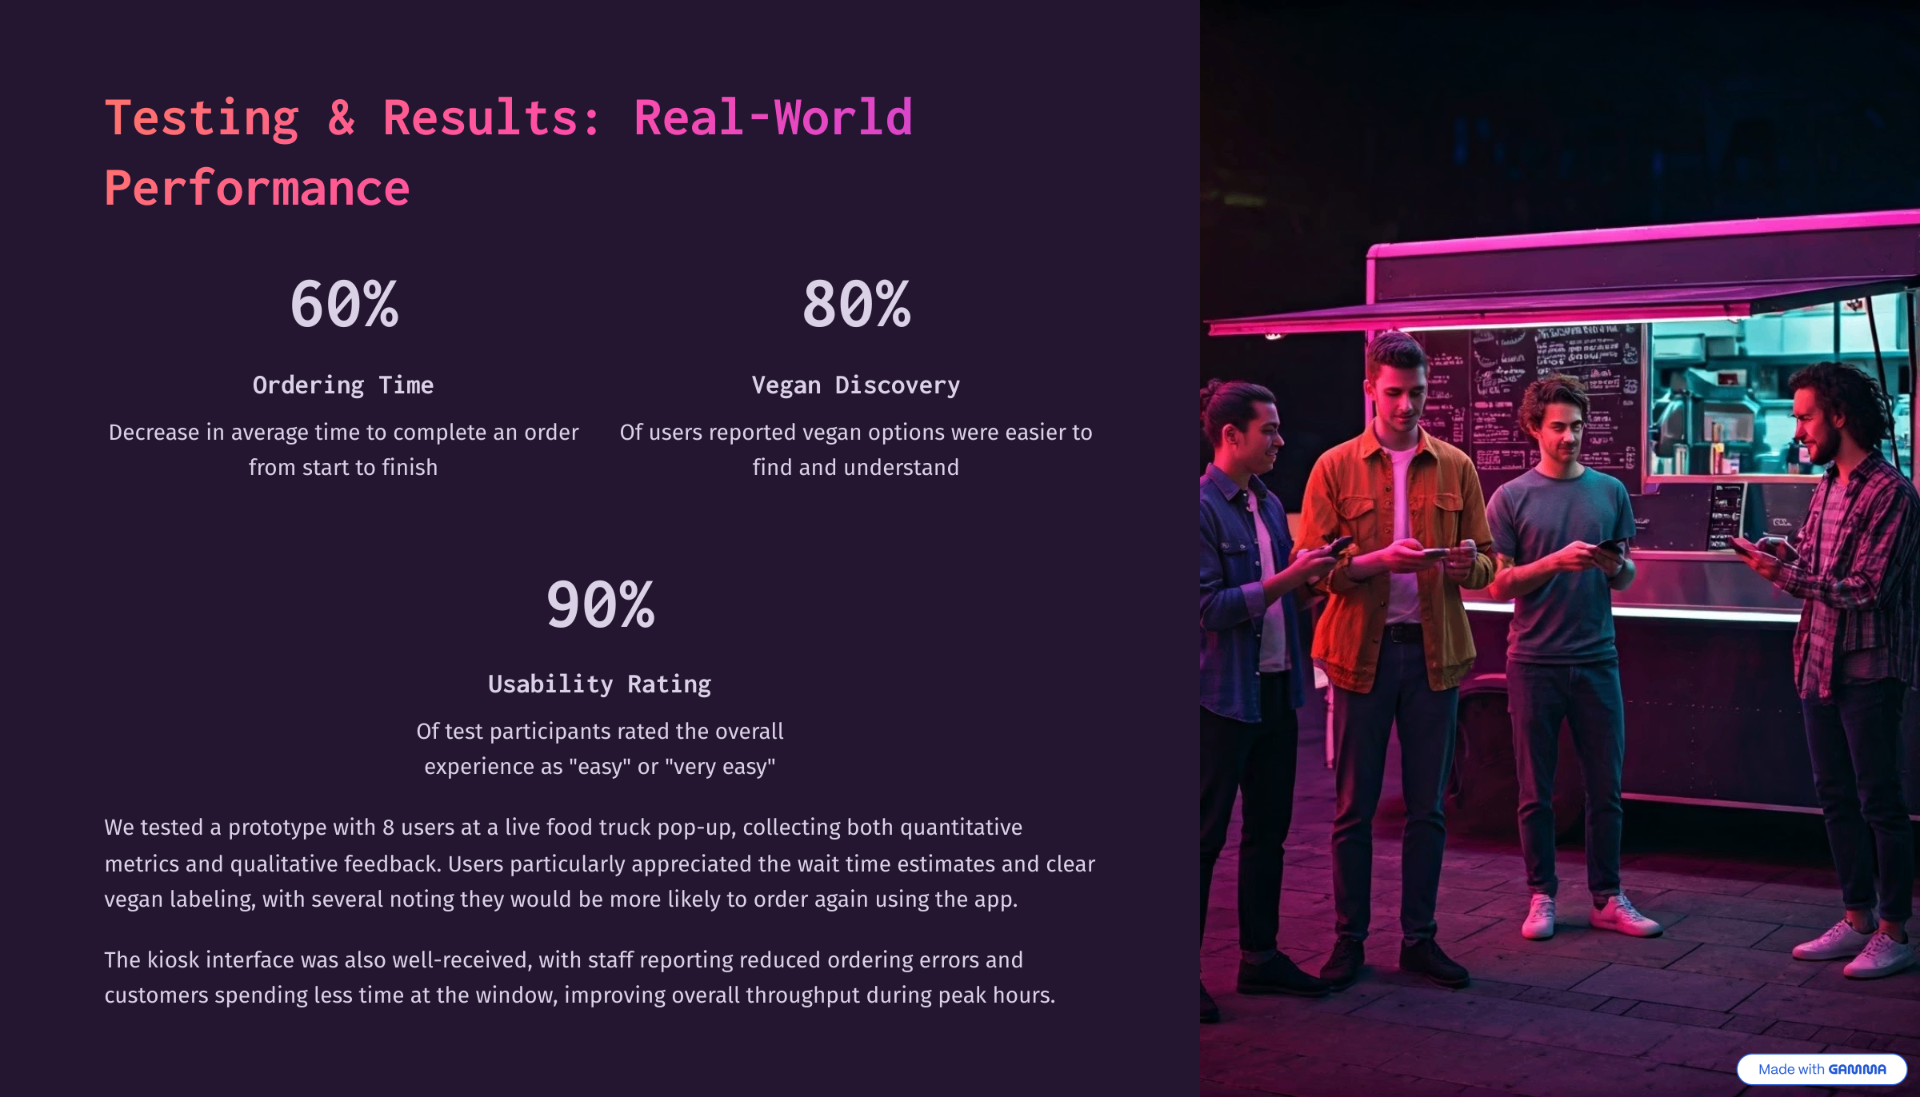 Testing & Results: Real-World
Performance
60%
Ordering Time
Decrease in average time to complete an order
from start to finish
80%
Vegan Discovery
Of users reported vegan options were easier to
find and understand
90%
Usability Rating
Of test participants rated the overall
experience as "easy" or "very easy"
We tested a prototype with 8 users at a live food truck pop-up, collecting both quantitative
metrics and qualitative feedback. Users particularly appreciated the wait time estimates and clear
vegan labeling, with several noting they would be more likely to order again using the app.
The kiosk interface was also well-received, with staff reporting reduced ordering errors and
customers spending less time at the window, improving overall throughput during peak hours.
Made with GAMMA